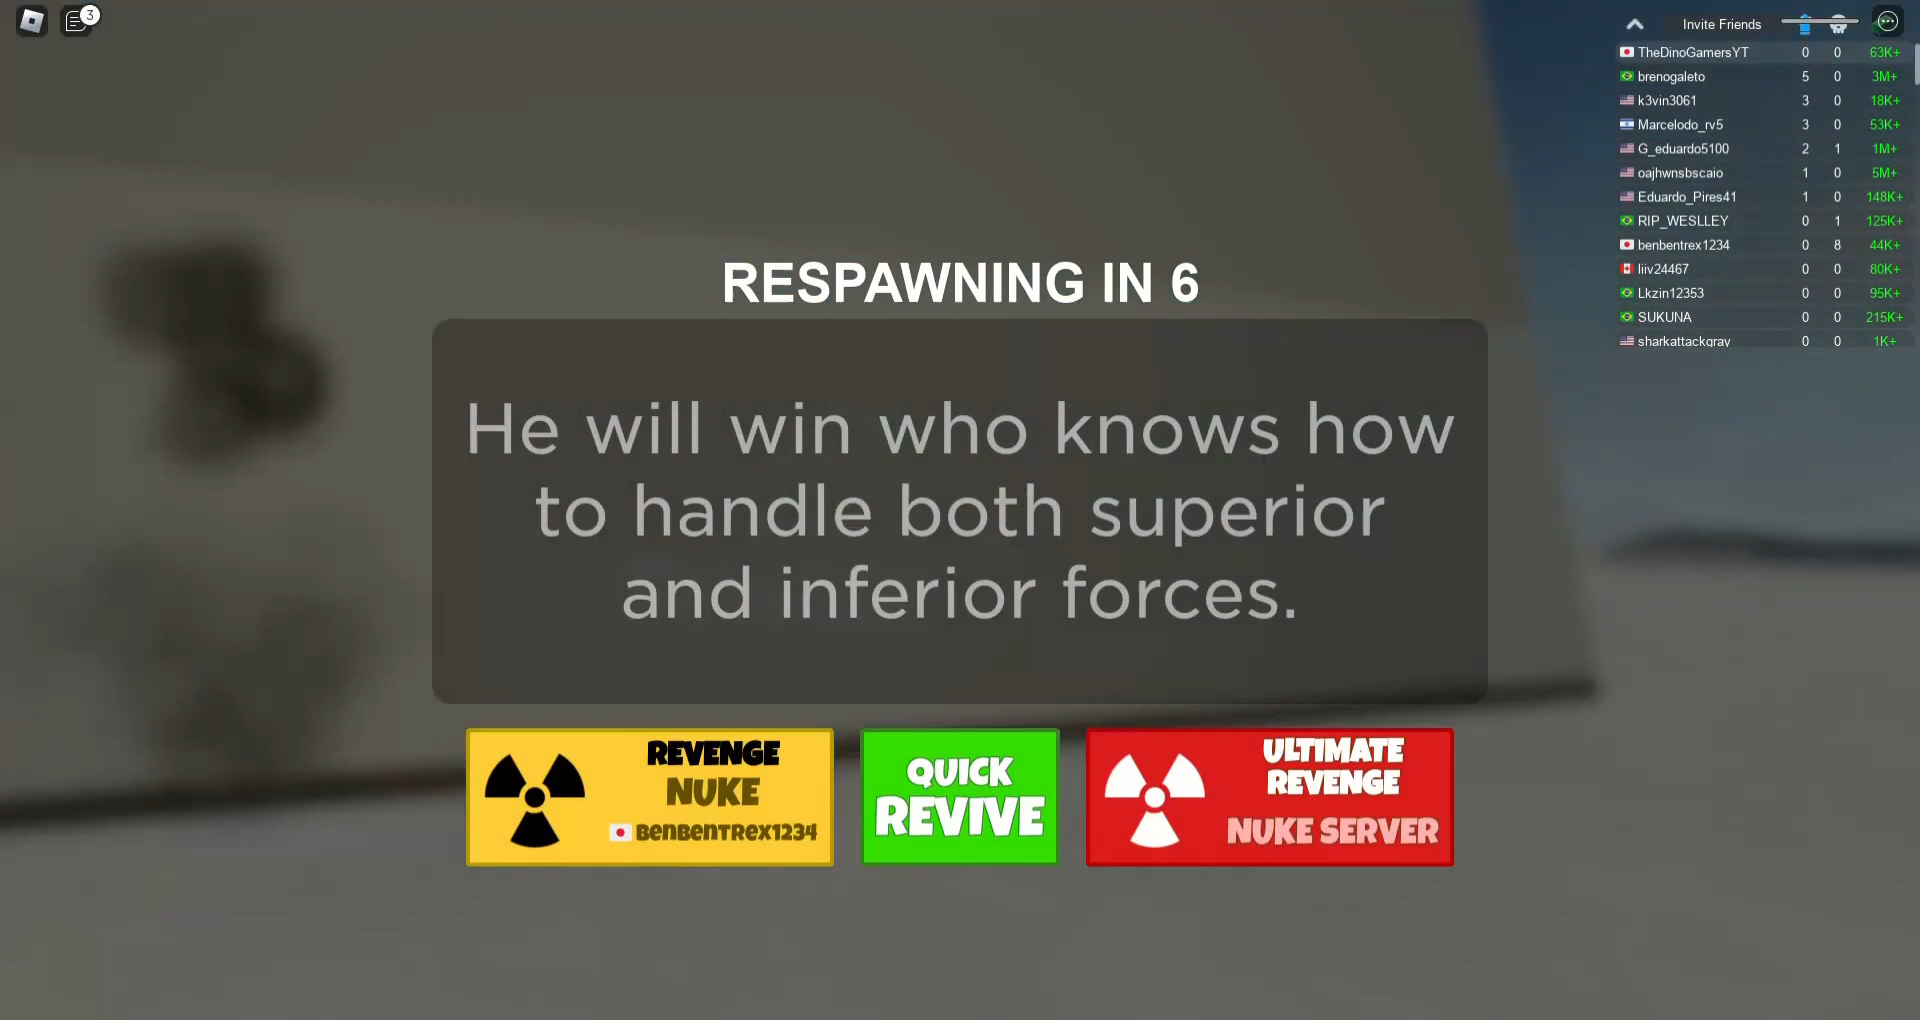 3
Invite Friends
TheDinoGamersYT 0 0 63K+
brenogaleto 5 0 3M+
k3vin3061 3 0 18K+
Marcelodo_rv5 3 0 53K+
G_eduardo5100 2 1 1M+
oajhwnsbscaio 1 0 5M+
Eduardo_Pires41 1 0 148K+
RIP_WESLLEY 0 1 125K+
benbentrex1234 0 8 44K+
liiv24467 0 0 80K+
Lkzin12353 0 0 95K+
SUKUNA 0 0 215K+
sharkattackgray 0 0 1K+
RESPAWNING IN 6
He will win who knows how
to handle both superior
and inferior forces.
REVENGE
NUKE
BENBENTREX1234
QUICK
REVIVE
ULTIMATE
REVENGE
NUKE SERVER